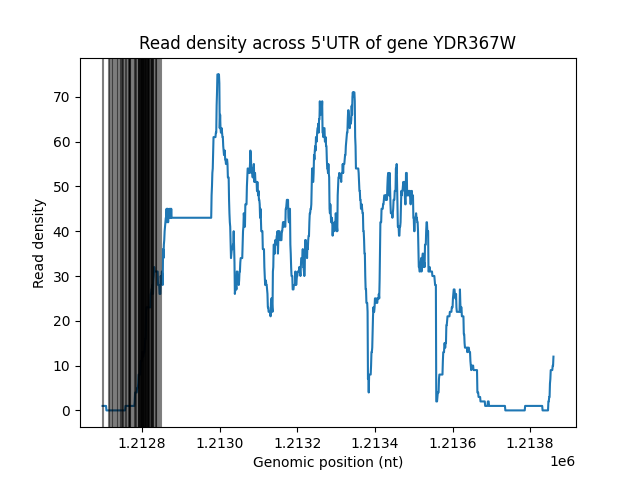 Read density across 5'UTR of gene YDR367W
Read density
70
60
50
40
30
20
10
0
1.2128 1.2130 1.2132 1.2134 1.2136 1.2138
1e6
Genomic position (nt)